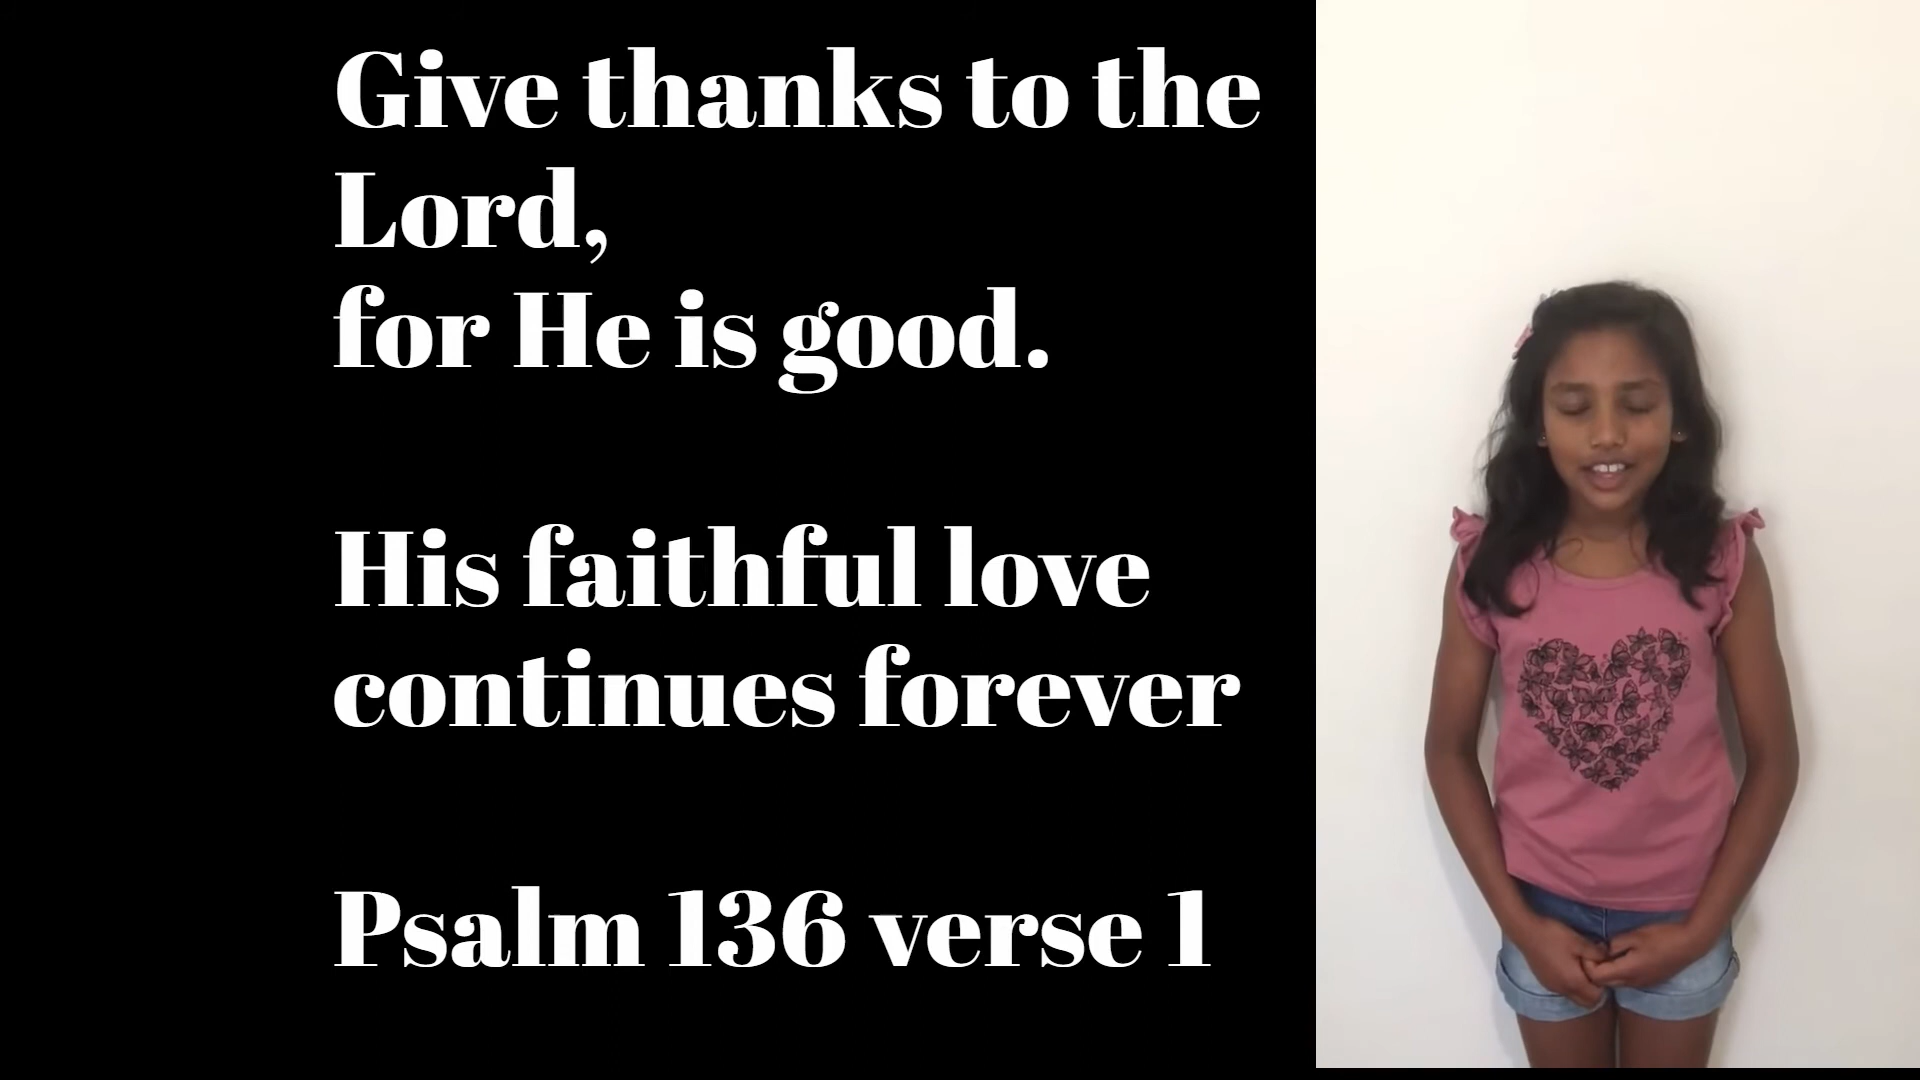 Give thanks to the
Lord,
for He is good.
His faithful love
continues forever
Psalm 136 verse 1